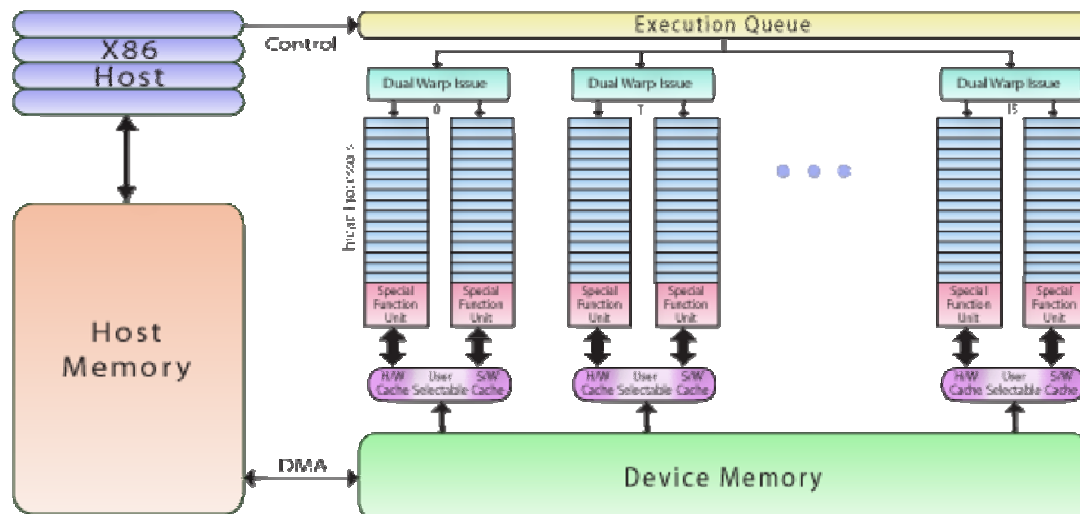 X86
Host
Control
Execution Queue
Dual Warp Issue
Dual Warp Issue
Dual Warp Issue
0
1
15
Special
Function
Unit
Special
Function
Unit
Special
Function
Unit
Special
Function
Unit
Special
Function
Unit
Special
Function
Unit
H/W User S/W
Cache Selectable Cache
H/W User S/W
Cache Selectable Cache
H/W User S/W
Cache Selectable Cache
Host
Memory
DMA
Device Memory